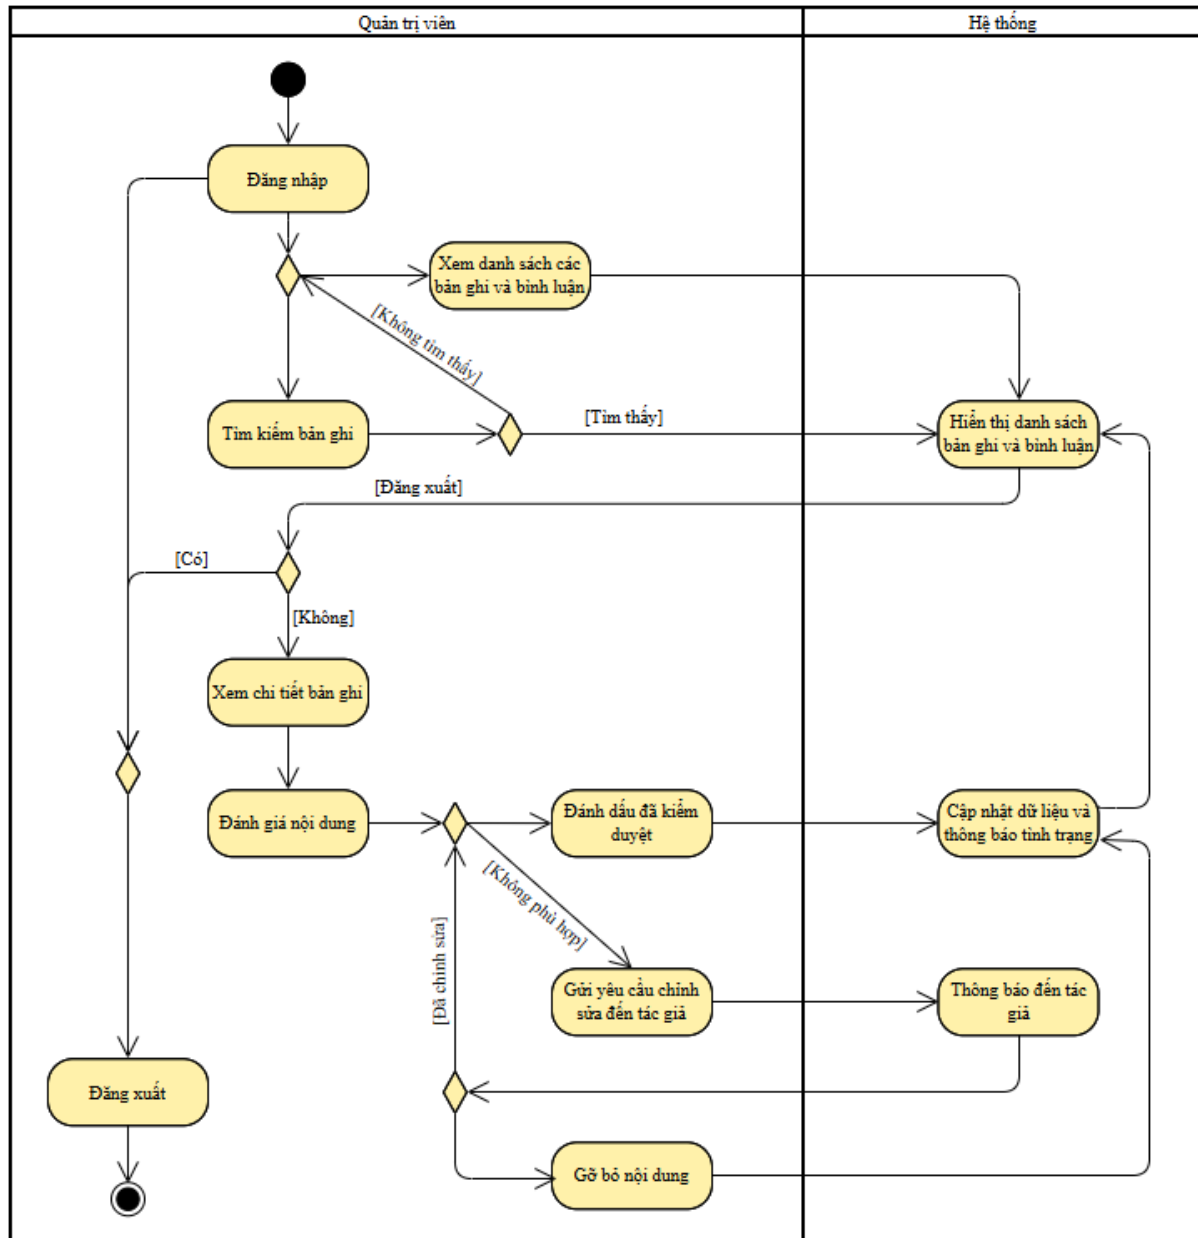 Quản trị viên
Hệ thống
Đăng nhập
Xem danh sách các
bản ghi và bình luận
[Không tìm thấy]
Tìm kiếm bản ghi
[Tìm thấy]
Hiển thị danh sách
bản ghi và bình luận
[Đăng xuất]
[Có]
[Không]
Xem chi tiết bản ghi
Đánh giá nội dung
Đánh dấu đã kiểm
duyệt
Cập nhật dữ liệu và
thông báo tình trạng
[Không phù hợp]
[Đã chỉnh sửa]
Gửi yêu cầu chỉnh
sửa đến tác giả
Thông báo đến tác
giả
Đăng xuất
Gỡ bỏ nội dung